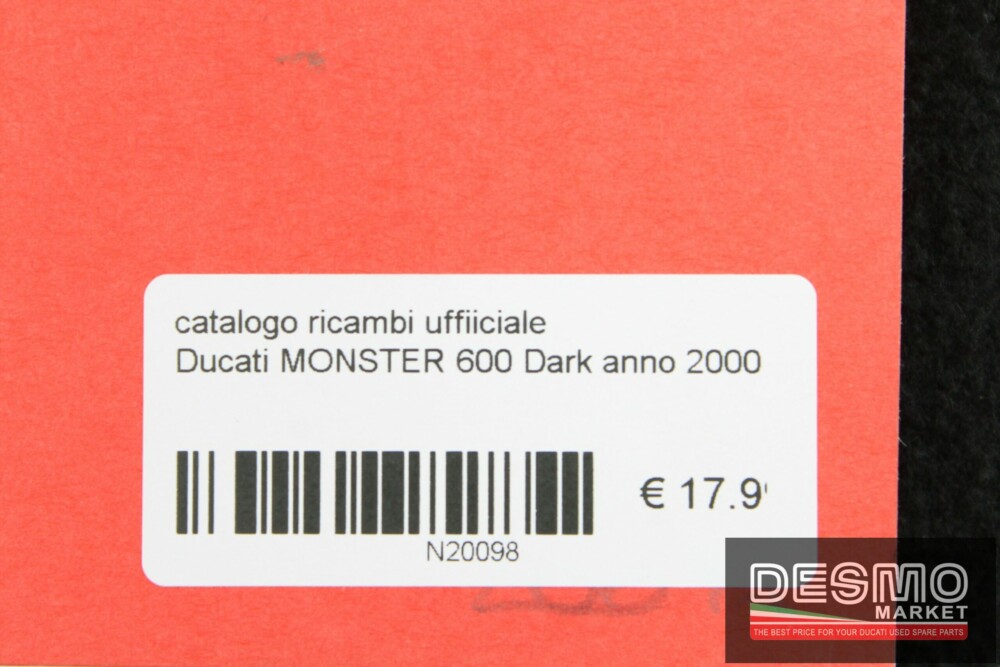 catalogo ricambi uffiiciale
Ducati MONSTER 600 Dark anno 2000
€ 17.9
N20098
DESMO
MARKET
THE BEST PRICE FOR YOUR DUCATI USED SPARE PARTS